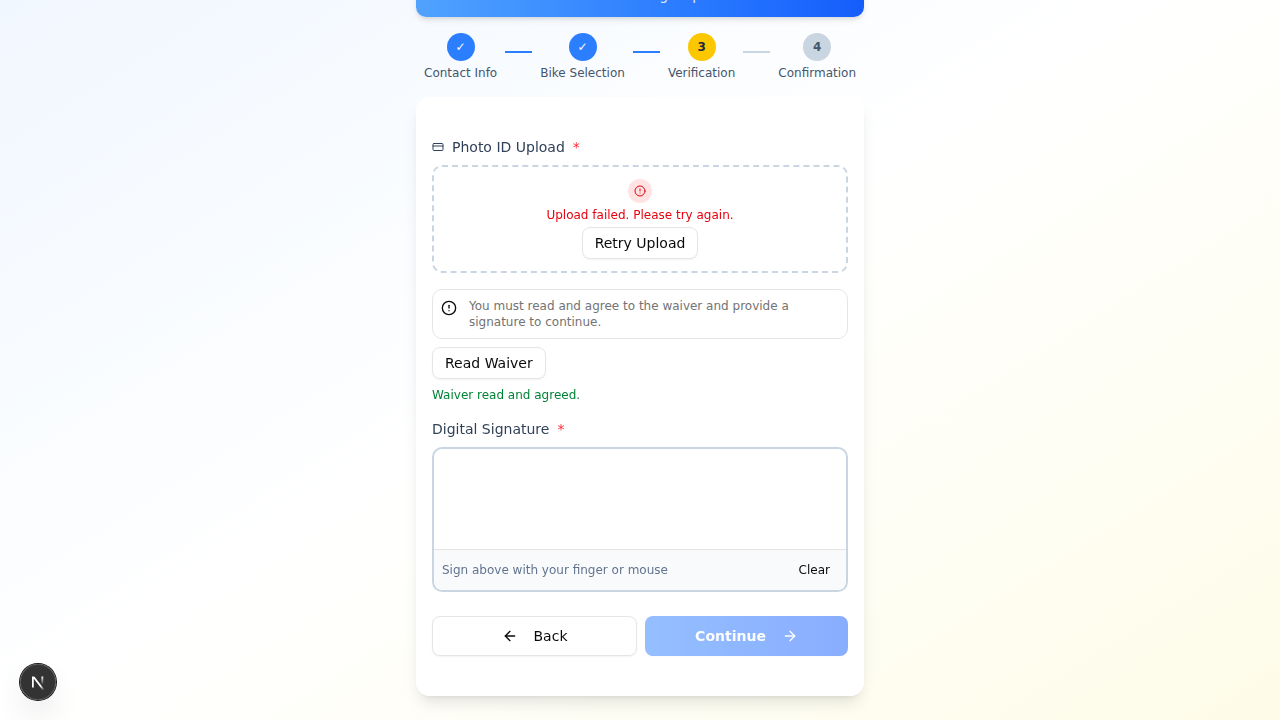 ✓
✓
3
4
Contact Info
Bike Selection
Verification
Confirmation
Photo ID Upload *
Upload failed. Please try again.
Retry Upload
You must read and agree to the waiver and provide a
signature to continue.
Read Waiver
Waiver read and agreed.
Digital Signature *
Sign above with your finger or mouse
Clear
Back
Continue
N